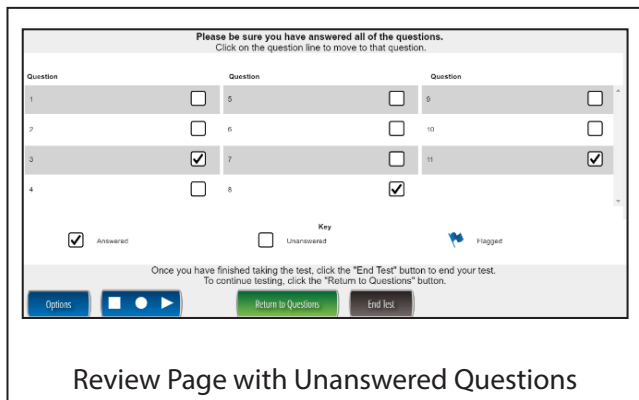 Please be sure you have answered all of the questions.
Click on the question line to move to that question.
Question Question Question
1 5 9
2 6 10
3 7 11
4 8
Key
Answered Unanswered Flagged
Once you have finished taking the test, click the "End Test" button to end your test.
To continue testing, click the "Return to Questions" button.
Options Return to Questions End Test
Review Page with Unanswered Questions